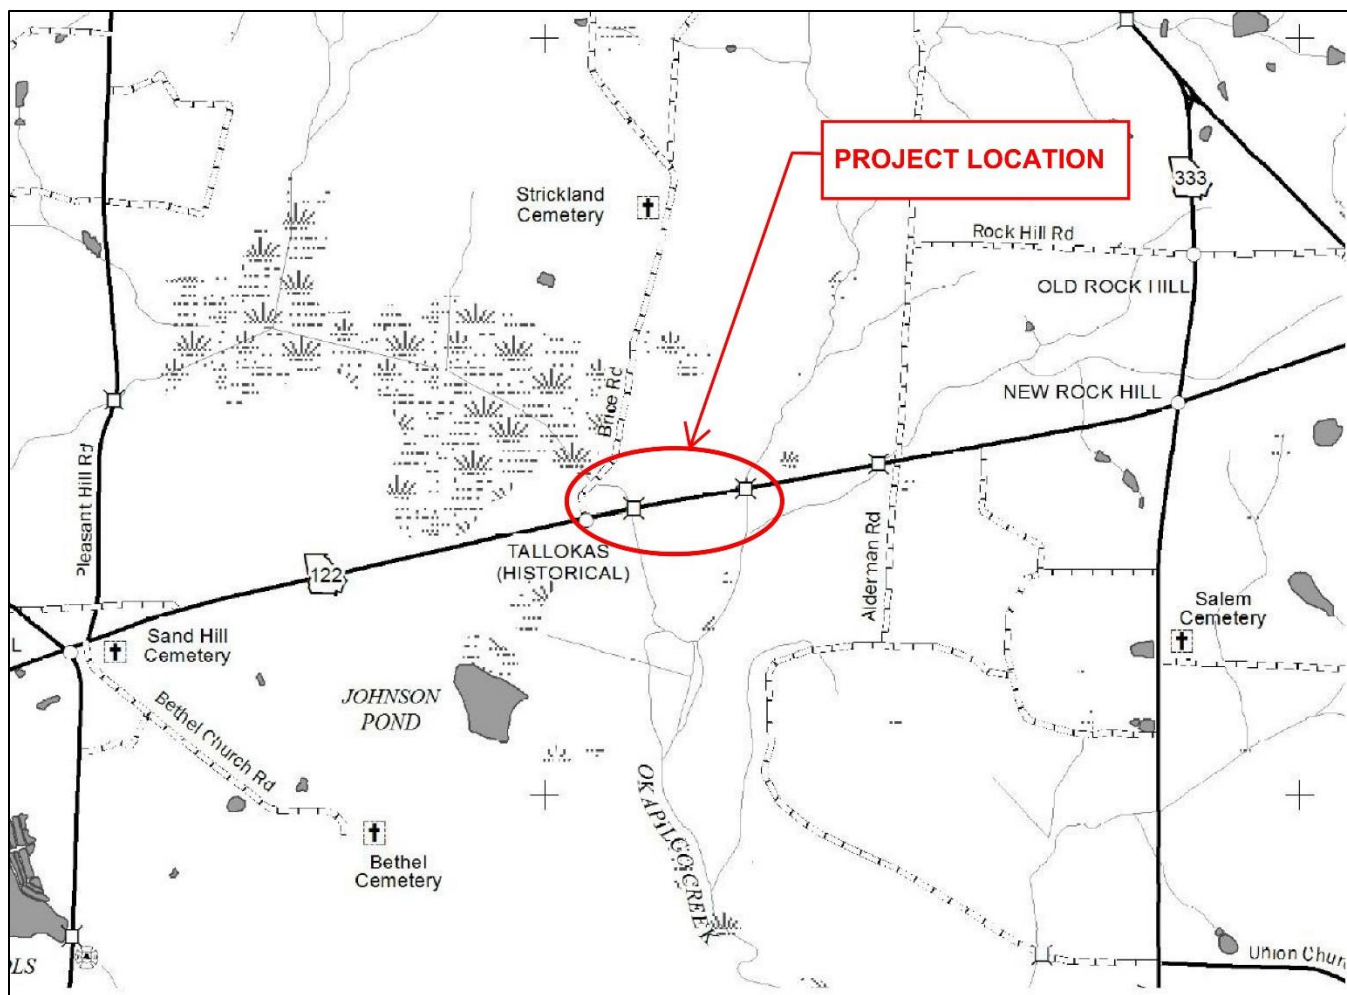 PROJECT LOCATION
333
Strickland
Cemetery
Rock Hill Rd
OLD ROCK HILL
NEW ROCK HILL
Brice Rd
Pleasant Hill Rd
TALLOKAS
(HISTORICAL)
122
Alderman Rd
Salem
Cemetery
L
Sand Hill
Cemetery
JOHNSON
POND
Bethel Church Rd
OKAPILCO CREEK
Bethel
Cemetery
OLS
Union Chur